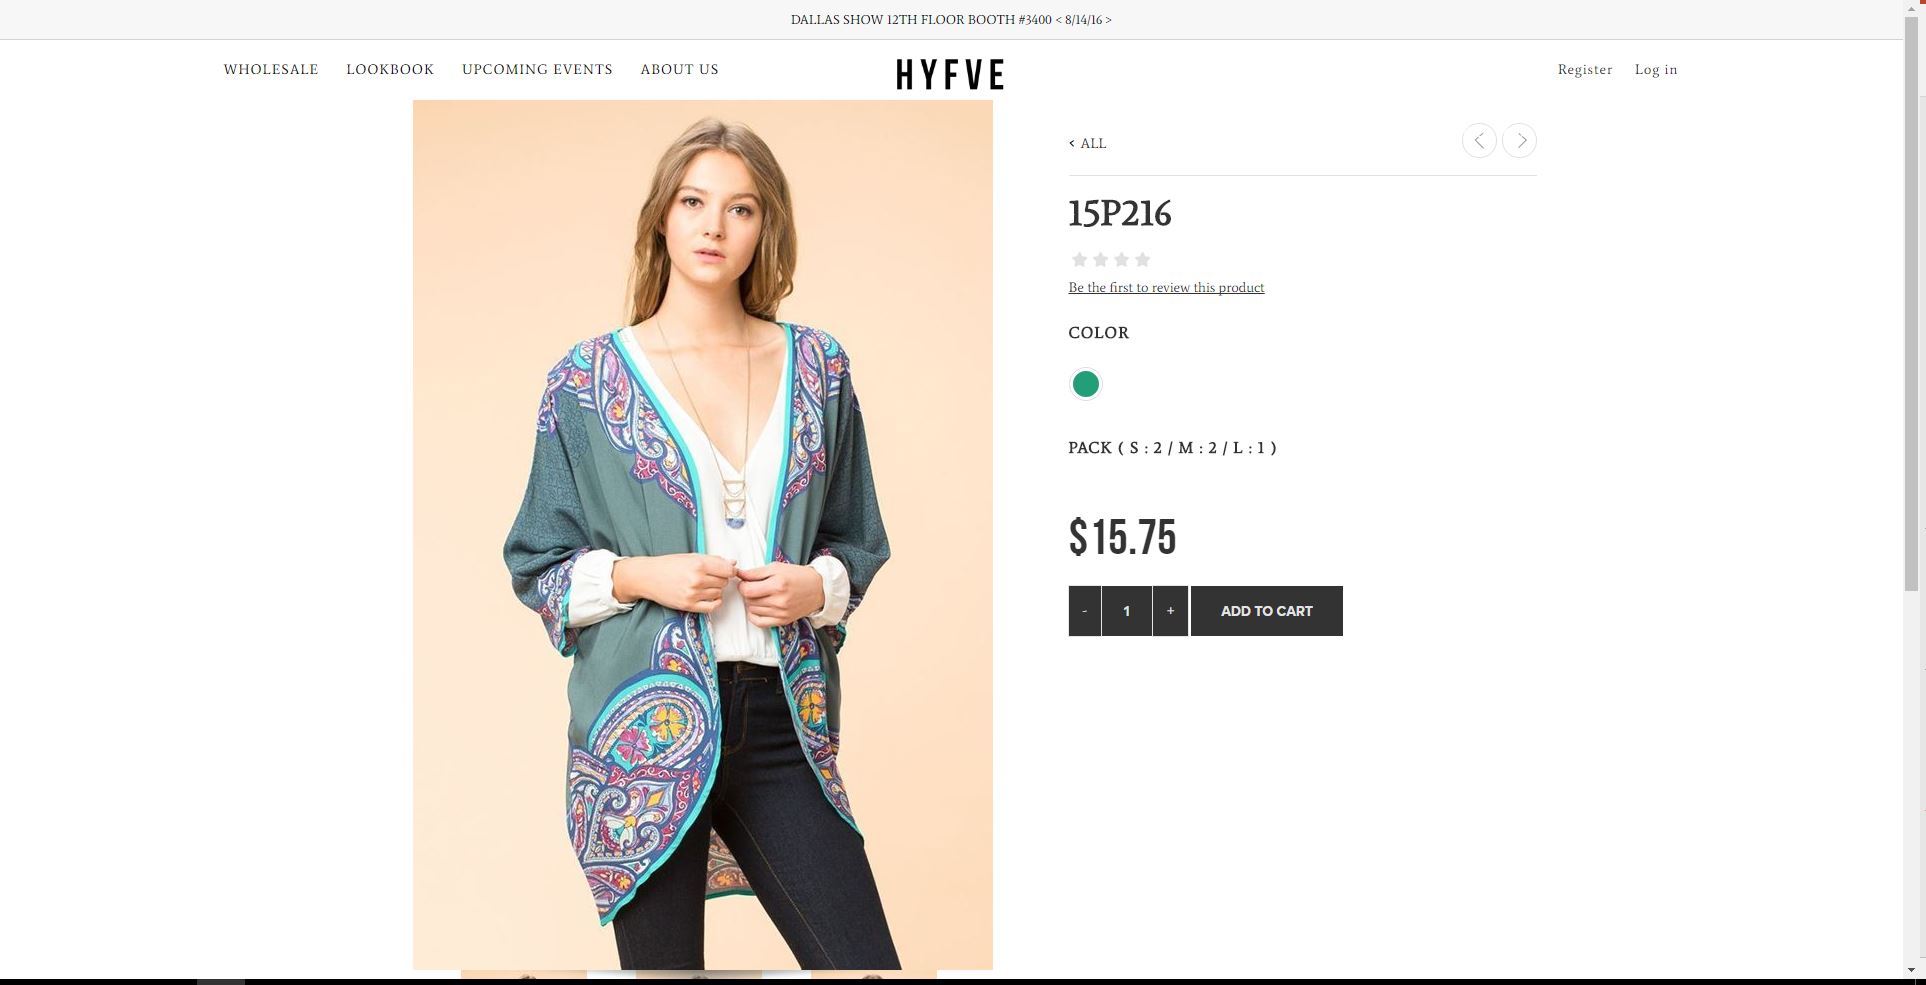 DALLAS SHOW 12TH FLOOR BOOTH #3400 < 8/14/16 >
WHOLESALE LOOKBOOK UPCOMING EVENTS ABOUT US HYFVE Register Log in
‹ ALL
15P216
Be the first to review this product
COLOR
PACK ( S : 2 / M : 2 / L : 1 )
$15.75
- 1 + ADD TO CART